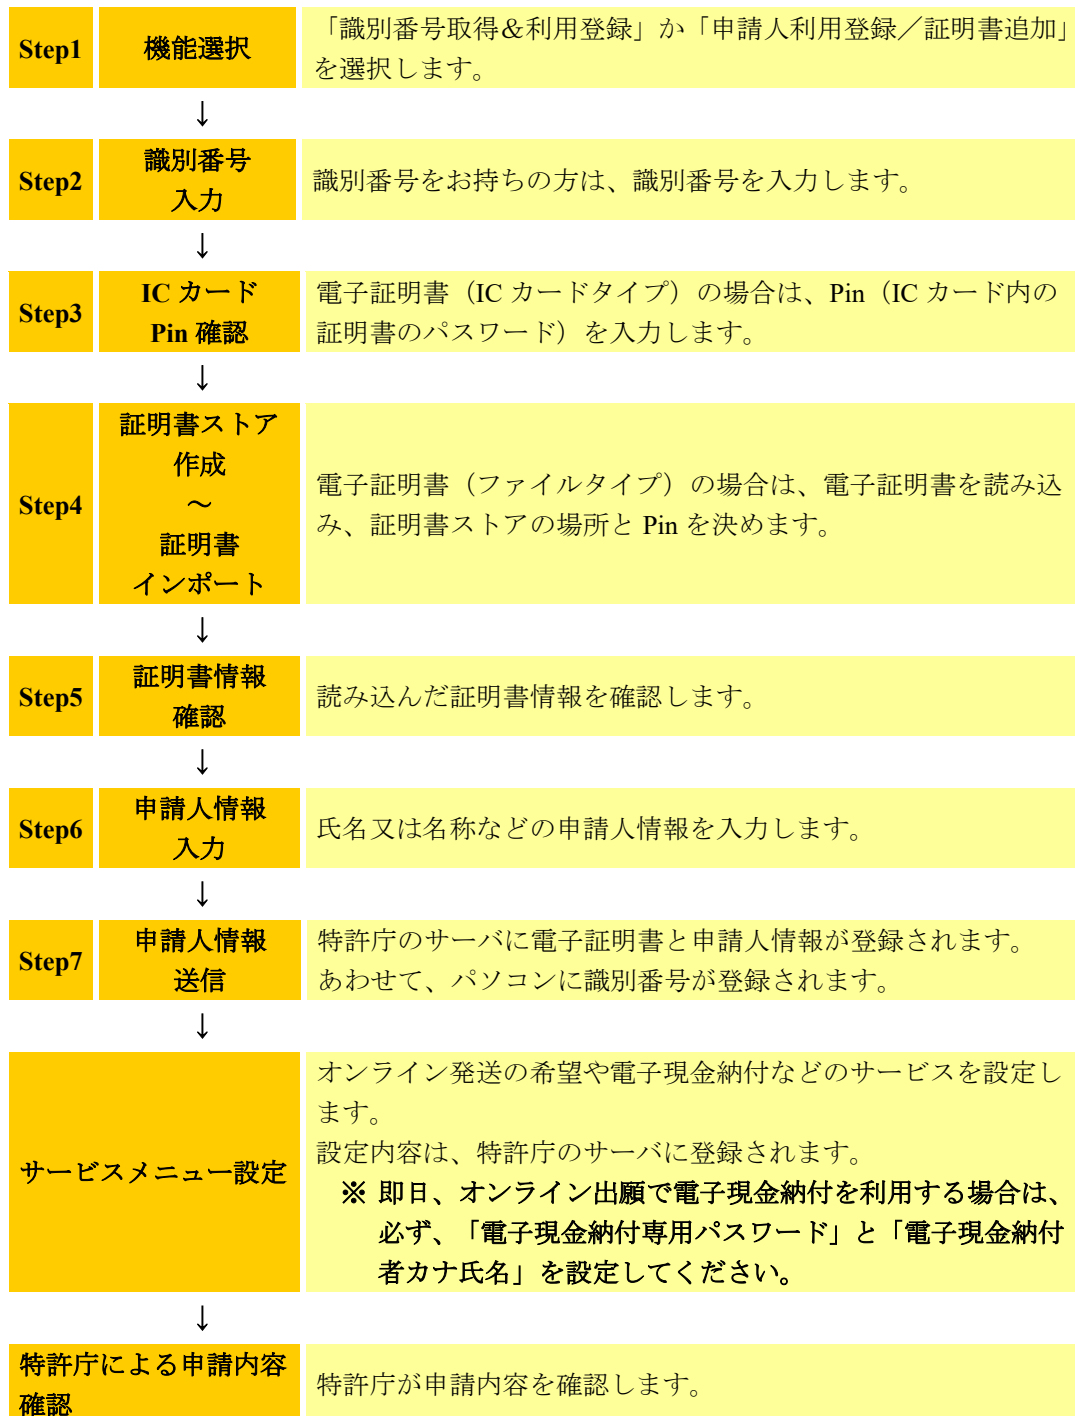 Step1
機能選択
「識別番号取得&利用登録」か「申請人利用登録／証明書追加」
を選択します。
↓
Step2
識別番号
入力
識別番号をお持ちの方は、識別番号を入力します。
↓
Step3
IC カード
Pin 確認
電子証明書（IC カードタイプ）の場合は、Pin（IC カード内の
証明書のパスワード）を入力します。
↓
Step4
証明書ストア
作成
～
証明書
インポート
電子証明書（ファイルタイプ）の場合は、電子証明書を読み込
み、証明書ストアの場所と Pin を決めます。
↓
Step5
証明書情報
確認
読み込んだ証明書情報を確認します。
↓
Step6
申請人情報
入力
氏名又は名称などの申請人情報を入力します。
↓
Step7
申請人情報
送信
特許庁のサーバに電子証明書と申請人情報が登録されます。
あわせて、パソコンに識別番号が登録されます。
↓
サービスメニュー設定
オンライン発送の希望や電子現金納付などのサービスを設定し
ます。
設定内容は、特許庁のサーバに登録されます。
※ 即日、オンライン出願で電子現金納付を利用する場合は、
必ず、「電子現金納付専用パスワード」と「電子現金納付
者カナ氏名」を設定してください。
↓
特許庁による申請内容
確認
特許庁が申請内容を確認します。